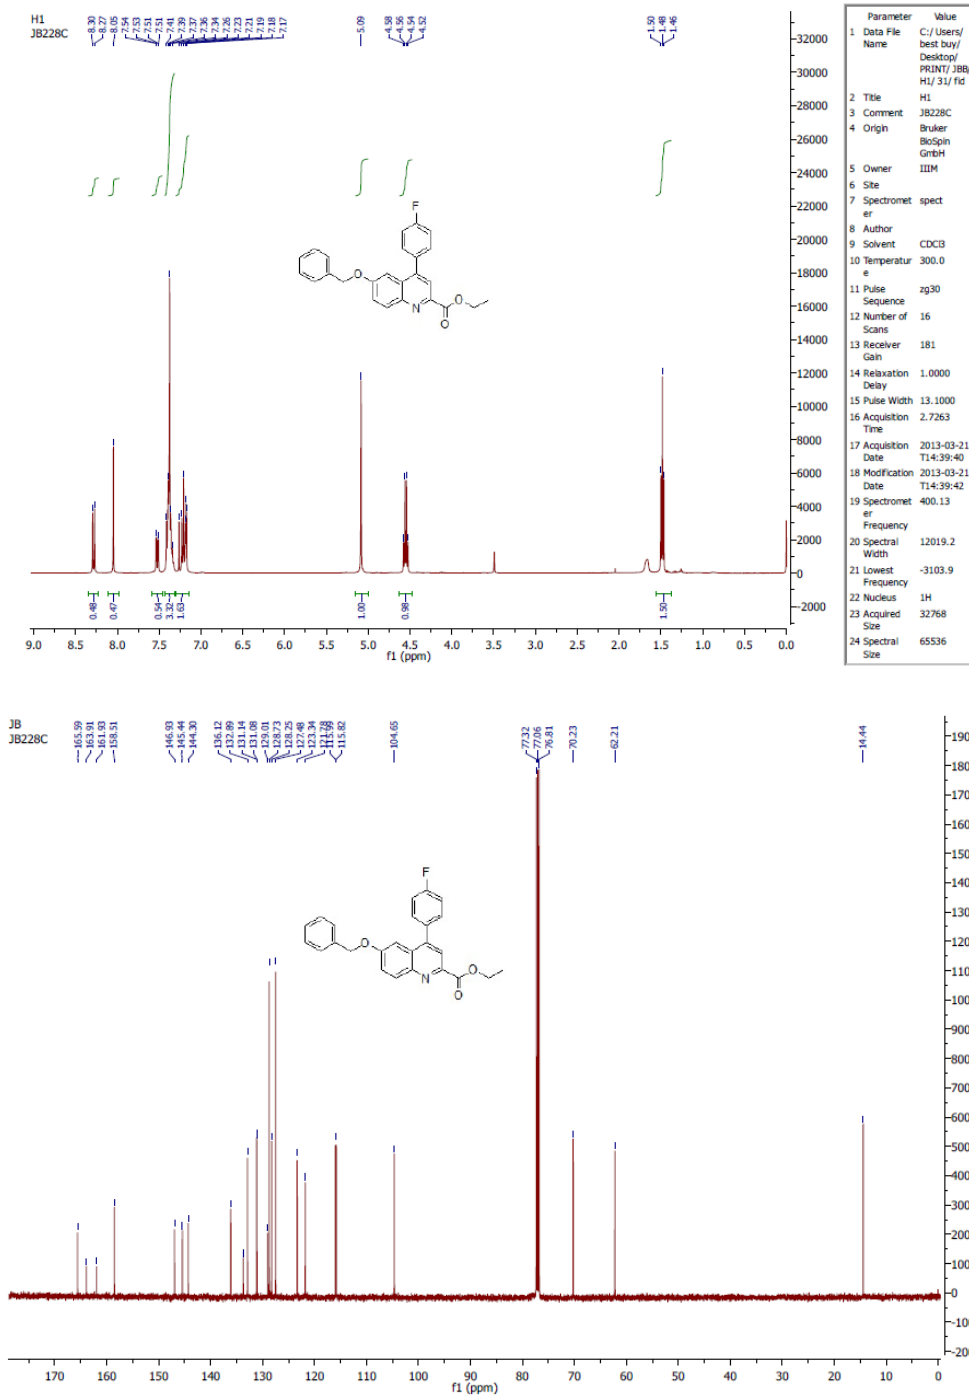 H1
JB228C
8.30
8.27
8.05
7.54
7.53
7.51
7.51
7.41
7.39
7.37
7.36
7.34
7.26
7.23
7.21
7.19
7.18
7.17
5.09
4.58
4.56
4.54
4.52
1.50
1.48
1.46
32000
30000
28000
26000
24000
22000
20000
18000
16000
14000
12000
10000
8000
6000
4000
2000
0
-2000
F
O
N
O
O
0.48
0.47
0.54
3.32
1.63
1.00
0.98
1.50
9.0 8.5 8.0 7.5 7.0 6.5 6.0 5.5 5.0 4.5 4.0 3.5 3.0 2.5 2.0 1.5 1.0 0.5 0.0
f1 (ppm)
Parameter Value
1 Data File C:/ Users/
Name best buy/
Desktop/
PRINT/ JBB/
H1/ 31/ fid
2 Title H1
3 Comment JB228C
4 Origin Bruker
BioSpin
GmbH
5 Owner IIIM
6 Site
7 Spectromet spect
er
8 Author
9 Solvent CDCl3
10 Temperatur 300.0
e
11 Pulse zg30
Sequence
12 Number of 16
Scans
13 Receiver 181
Gain
14 Relaxation 1.0000
Delay
15 Pulse Width 13.1000
16 Acquisition 2.7263
Time
17 Acquisition 2013-03-21
Date T14:39:40
18 Modification 2013-03-21
Date T14:39:42
19 Spectromet 400.13
er
Frequency
20 Spectral 12019.2
Width
21 Lowest -3103.9
Frequency
22 Nucleus 1H
23 Acquired 32768
Size
24 Spectral 65536
Size
JB
JB228C
165.59
163.91
161.93
158.51
146.93
145.44
144.30
136.12
132.89
131.14
131.08
129.01
128.73
128.25
127.48
123.34
121.78
115.99
115.82
104.65
77.32
77.06
76.81
70.23
62.21
14.44
F
O
N
O
O
170 160 150 140 130 120 110 100 90 80 70 60 50 40 30 20 10 0
f1 (ppm)